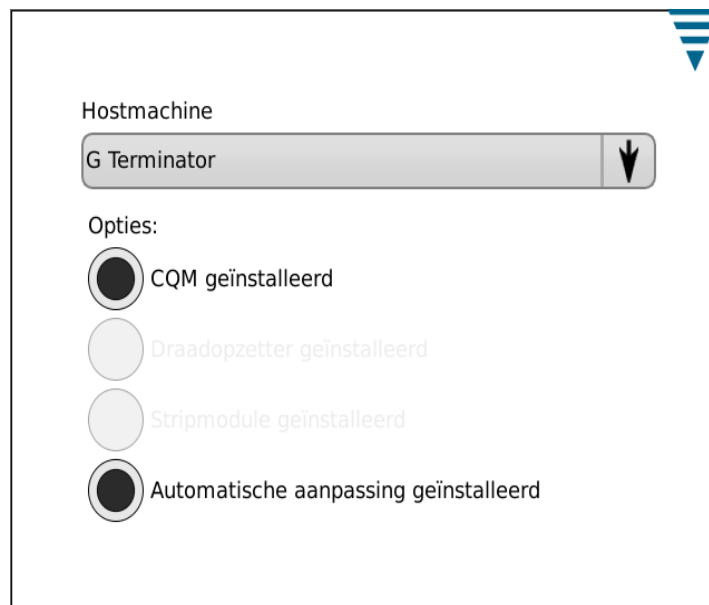 Hostmachine
G Terminator
Opties:
CQM geïnstalleerd
Draadopzetter geïnstalleerd
Stripmodule geïnstalleerd
Automatische aanpassing geïnstalleerd